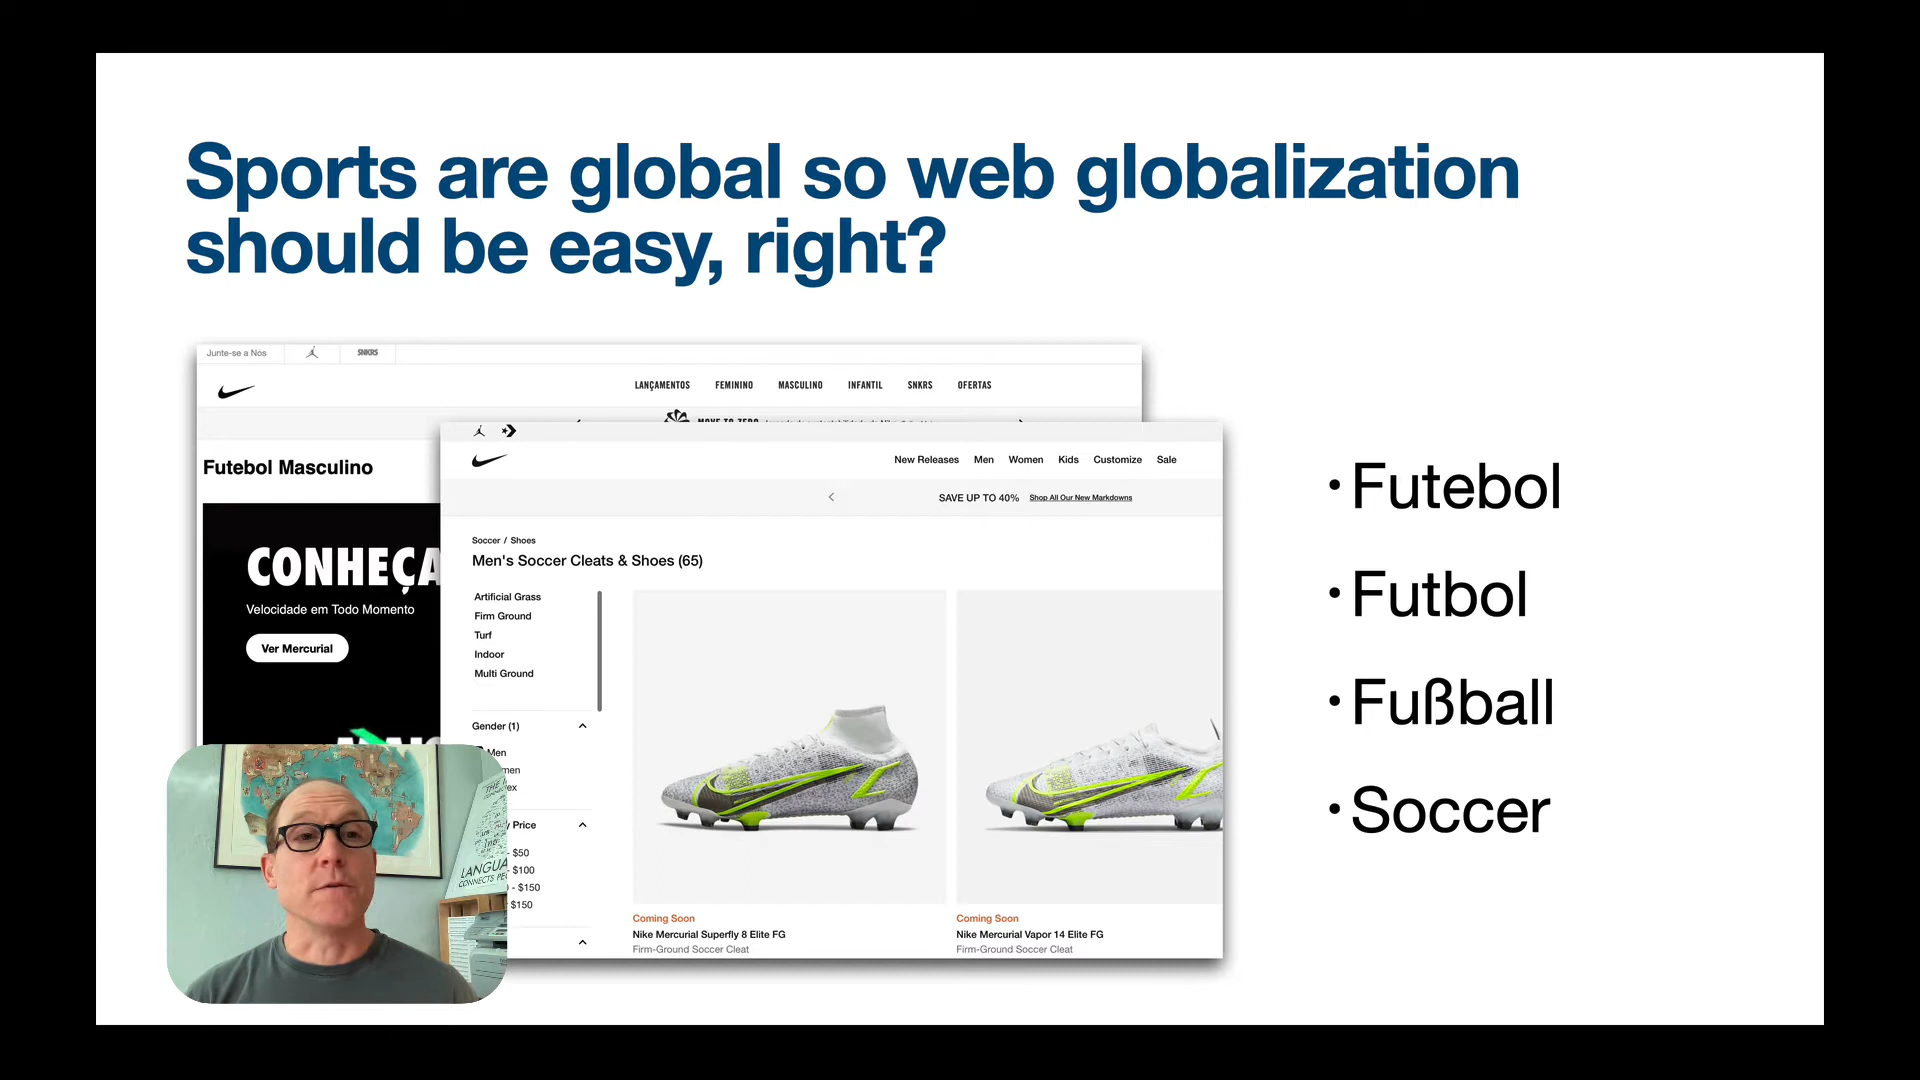 Sports are global so web globalization
should be easy, right?
Junte-se a Nós
SNKRS
LANÇAMENTOS FEMININO MASCULINO INFANTIL SNKRS OFERTAS
Futebol Masculino
CONHEÇA
Velocidade em Todo Momento
Ver Mercurial
New Releases Men Women Kids Customize Sale
SAVE UP TO 40% Shop All Our New Markdowns
Soccer / Shoes
Men's Soccer Cleats & Shoes (65)
Artificial Grass
Firm Ground
Turf
Indoor
Multi Ground
Gender (1)
Men
Price
- $50
- $100
- $150
$150
Coming Soon
Nike Mercurial Superfly 8 Elite FG
Firm-Ground Soccer Cleat
Coming Soon
Nike Mercurial Vapor 14 Elite FG
Firm-Ground Soccer Cleat
• Futebol
• Futbol
• Fußball
• Soccer